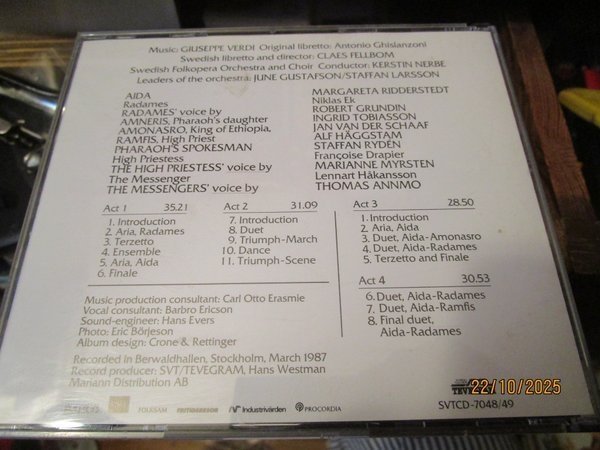 Music: GIUSEPPE VERDI Original libretto: Antonio Ghislanzoni
Swedish libretto and director: CLAES FELLBOM
Swedish Folkopera Orchestra and Choir Conductor: KERSTIN NERBE
Leaders of the orchestra: JUNE GUSTAFSON/STAFFAN LARSSON
AIDA MARGARETA RIDDERSTEDT
Radames Niklas Ek
RADAMES' voice by ROBERT GRUNDIN
AMNERIS, Pharaoh's daughter INGRID TOBIASSON
AMONASRO, King of Ethiopia, JAN VAN DER SCHAAF
RAMFIS, High Priest ALF HÄGGSTAM
PHARAOH'S SPOKESMAN STAFFAN RYDÉN
High Priestess Françoise Drapier
THE HIGH PRIESTESS' voice by MARIANNE MYRSTEN
The Messenger Lennart Håkansson
THE MESSENGERS' voice by THOMAS ANNMO
Act 1 35.21
1. Introduction
2. Aria, Radames
3. Terzetto
4. Ensemble
5. Aria, Aida
6. Finale
Act 2 31.09
7. Introduction
8. Duet
9. Triumph-March
10. Dance
11. Triumph-Scene
Act 3 28.50
1. Introduction
2. Aria, Aida
3. Duet, Aida-Amonasro
4. Duet, Aida-Radames
5. Terzetto and Finale
Act 4 30.53
6. Duet, Aida-Radames
7. Duet, Aida-Ramfis
8. Final duet,
Aida-Radames
Music production consultant: Carl Otto Erasmie
Vocal consultant: Barbro Ericson
Sound-engineer: Hans Evers
Photo: Eric Börjeson
Album design: Crone & Rettinger
Recorded in Berwaldhallen, Stockholm, March 1987
Record producer: SVT/TEVEGRAM, Hans Westman
Mariann Distribution AB
FOLKSAM Industrivärden PROCORDIA
22/10/2025
SVTCD-7048/49